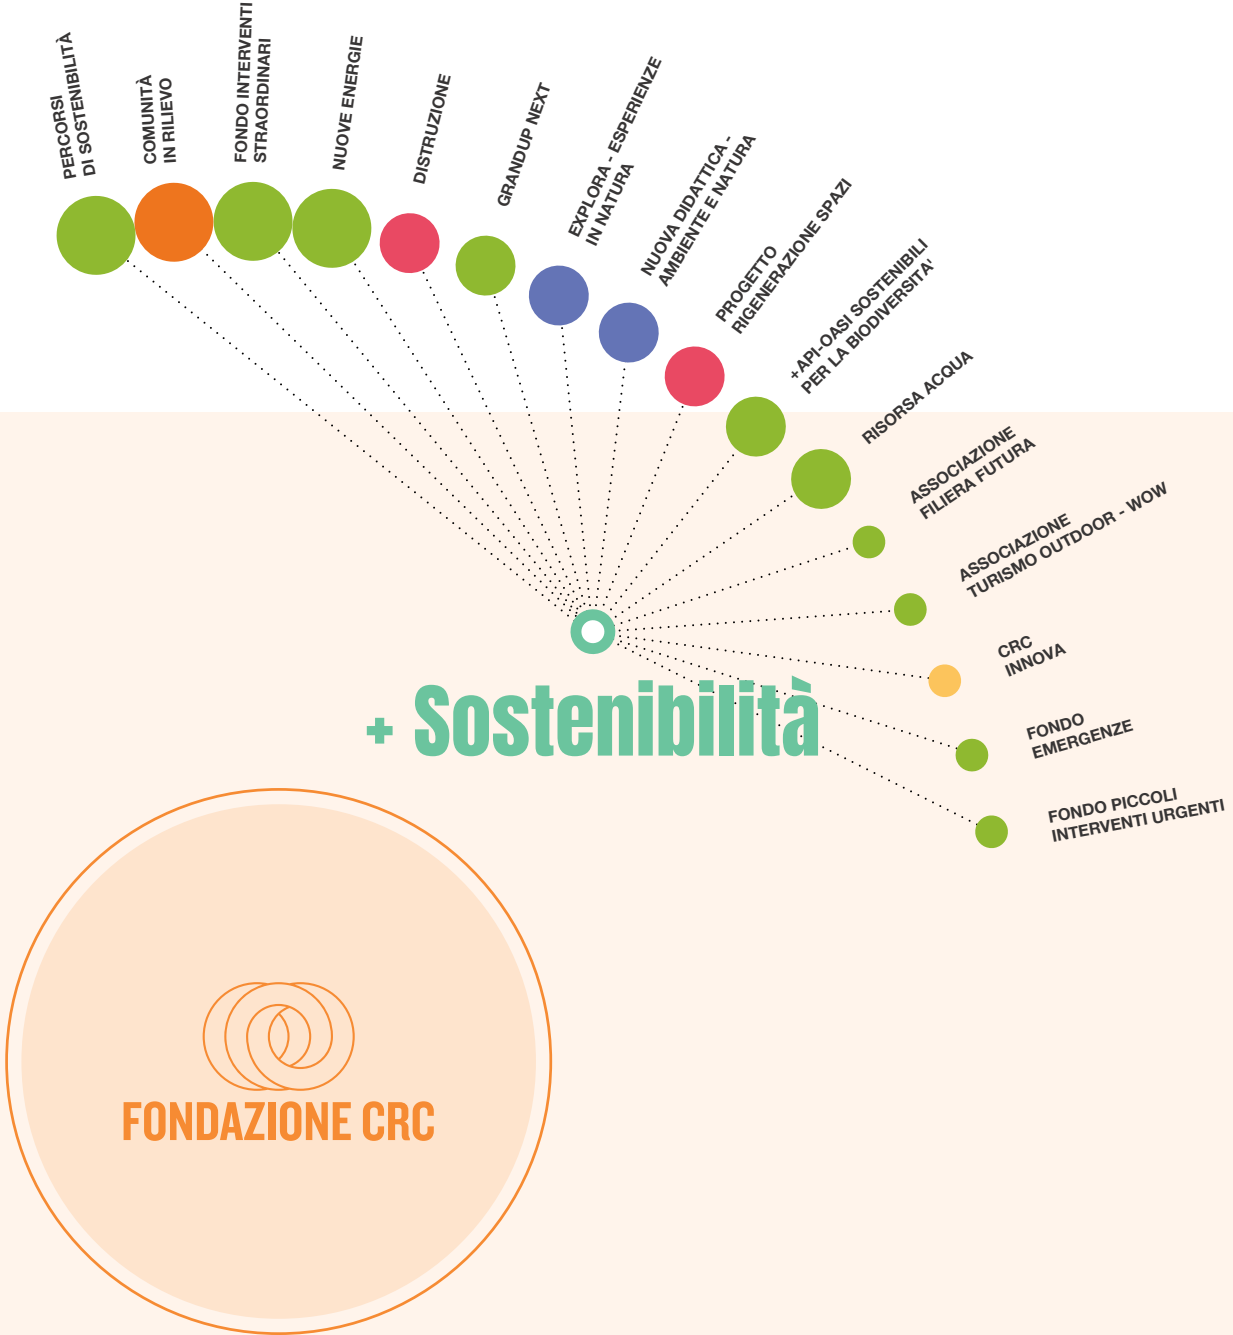 PERCORSI
DI SOSTENIBILITÀ
COMUNITÀ
IN RILIEVO
FONDO INTERVENTI
STRAORDINARI
NUOVE ENERGIE
DISTRUZIONE
GRANDUP NEXT
EXPLORA - ESPERIENZE
IN NATURA
NUOVA DIDATTICA -
AMBIENTE E NATURA
PROGETTO
RIGENERAZIONE SPAZI
+API-OASI SOSTENIBILI
PER LA BIODIVERSITA'
RISORSA ACQUA
ASSOCIAZIONE
FILIERA FUTURA
ASSOCIAZIONE
TURISMO OUTDOOR - WOW
CRC
INNOVA
FONDO
EMERGENZE
FONDO PICCOLI
INTERVENTI URGENTI
+ Sostenibilità
FONDAZIONE CRC